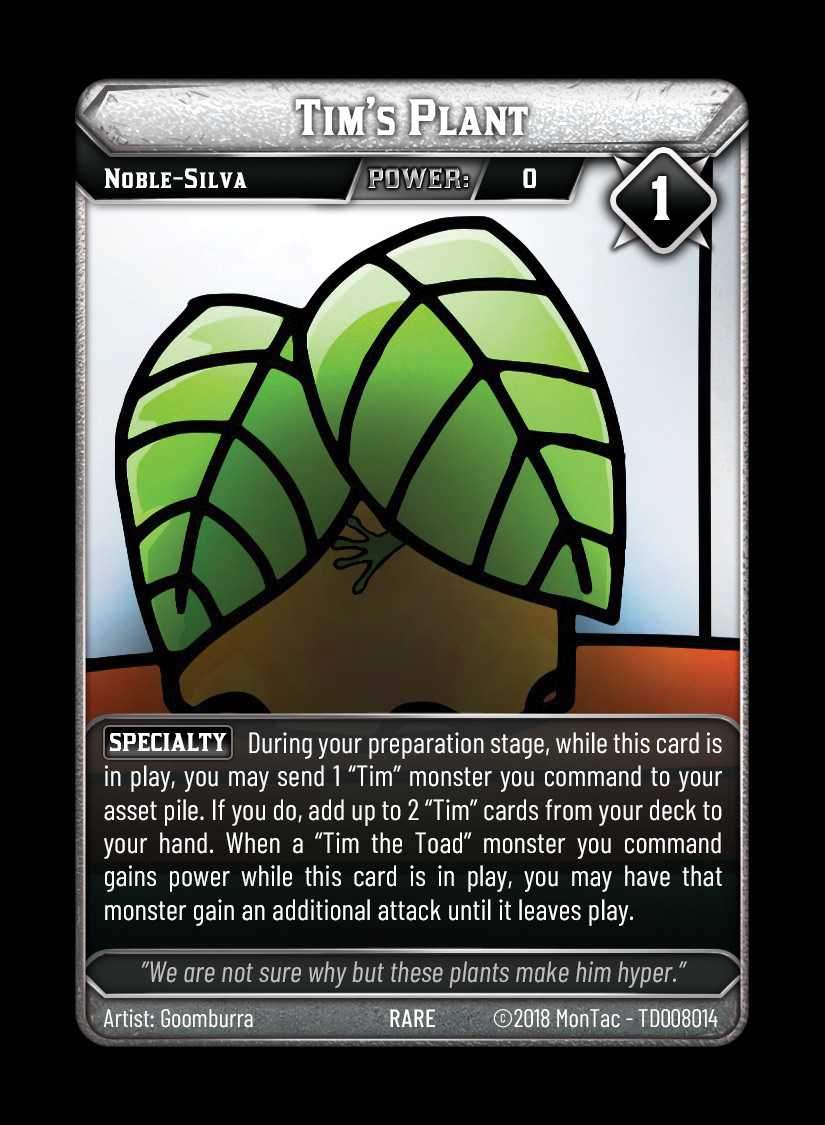 Tim's Plant
Noble-Silva POWER: 0
1
SPECIALTY During your preparation stage, while this card is
in play, you may send 1 “Tim” monster you command to your
asset pile. If you do, add up to 2 “Tim” cards from your deck to
your hand. When a “Tim the Toad” monster you command
gains power while this card is in play, you may have that
monster gain an additional attack until it leaves play.
"We are not sure why but these plants make him hyper."
Artist: Goomburra RARE ©2018 MonTac - TD008014